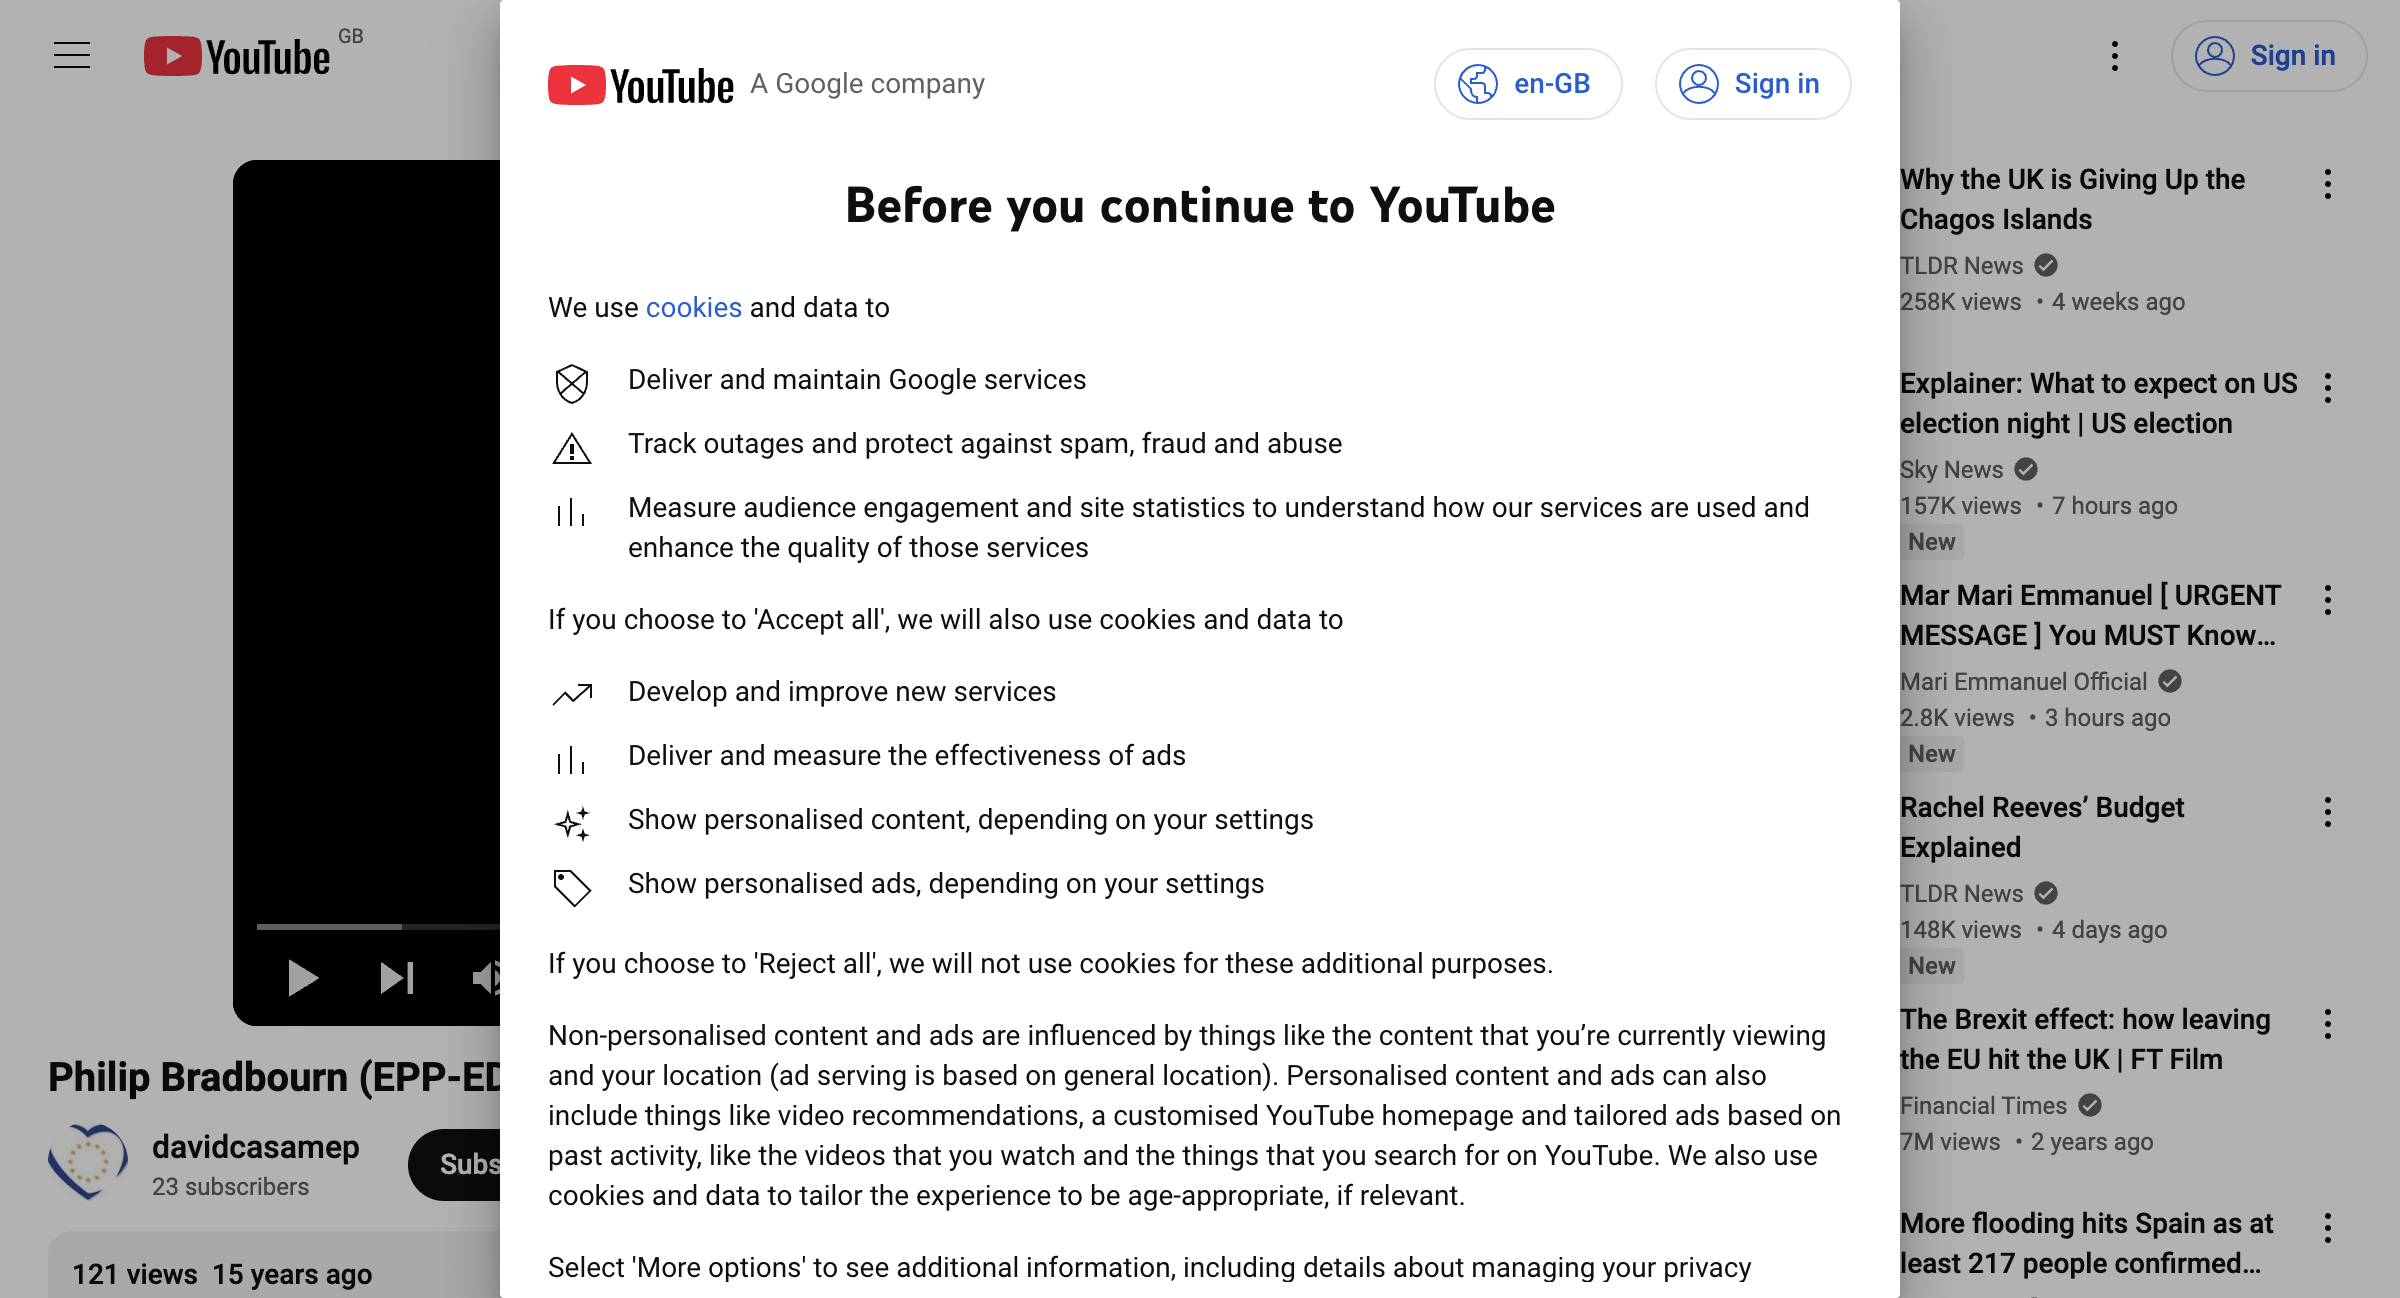 YouTube GB
Sign in
YouTube A Google company
en-GB
Sign in
Before you continue to YouTube
We use cookies and data to
Deliver and maintain Google services
Track outages and protect against spam, fraud and abuse
Measure audience engagement and site statistics to understand how our services are used and
enhance the quality of those services
If you choose to 'Accept all', we will also use cookies and data to
Develop and improve new services
Deliver and measure the effectiveness of ads
Show personalised content, depending on your settings
Show personalised ads, depending on your settings
If you choose to 'Reject all', we will not use cookies for these additional purposes.
Non-personalised content and ads are influenced by things like the content that you’re currently viewing
and your location (ad serving is based on general location). Personalised content and ads can also
include things like video recommendations, a customised YouTube homepage and tailored ads based on
past activity, like the videos that you watch and the things that you search for on YouTube. We also use
cookies and data to tailor the experience to be age-appropriate, if relevant.
Select 'More options' to see additional information, including details about managing your privacy
Philip Bradbourn (EPP-ED
davidcasamep
23 subscribers
Subs
121 views 15 years ago
Why the UK is Giving Up the
Chagos Islands
TLDR News
258K views • 4 weeks ago
Explainer: What to expect on US
election night | US election
Sky News
157K views • 7 hours ago
New
Mar Mari Emmanuel [ URGENT
MESSAGE ] You MUST Know...
Mari Emmanuel Official
2.8K views • 3 hours ago
New
Rachel Reeves’ Budget
Explained
TLDR News
148K views • 4 days ago
New
The Brexit effect: how leaving
the EU hit the UK | FT Film
Financial Times
7M views • 2 years ago
More flooding hits Spain as at
least 217 people confirmed...